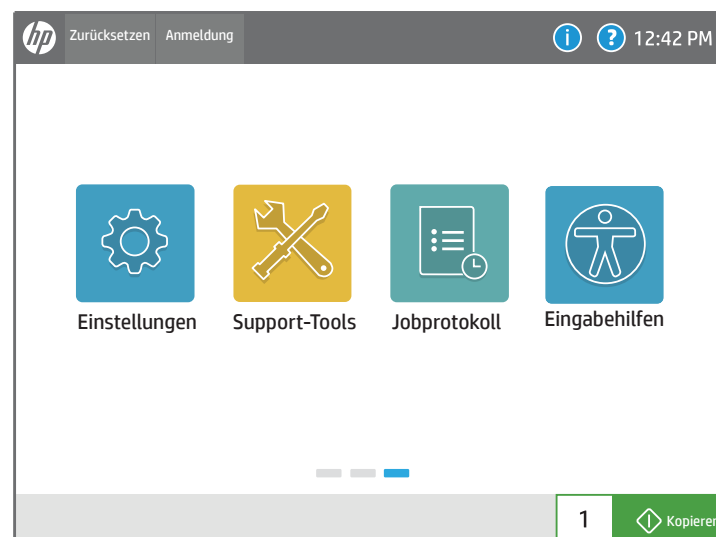 hp Zurücksetzen Anmeldung i ? 12:42 PM
Einstellungen Support-Tools Jobprotokoll Eingabehilfen
1 Kopieren